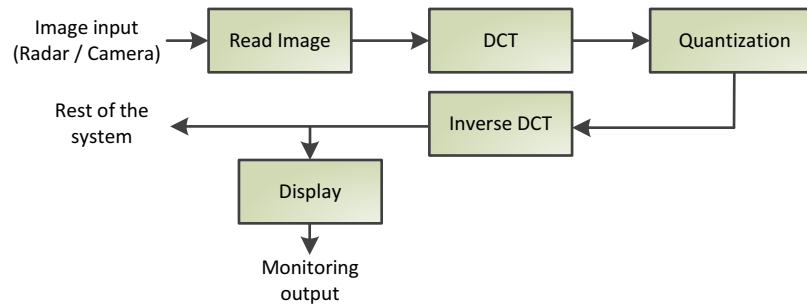 Image input
(Radar / Camera)
Read Image
DCT
Quantization
Rest of the
system
Inverse DCT
Display
Monitoring
output